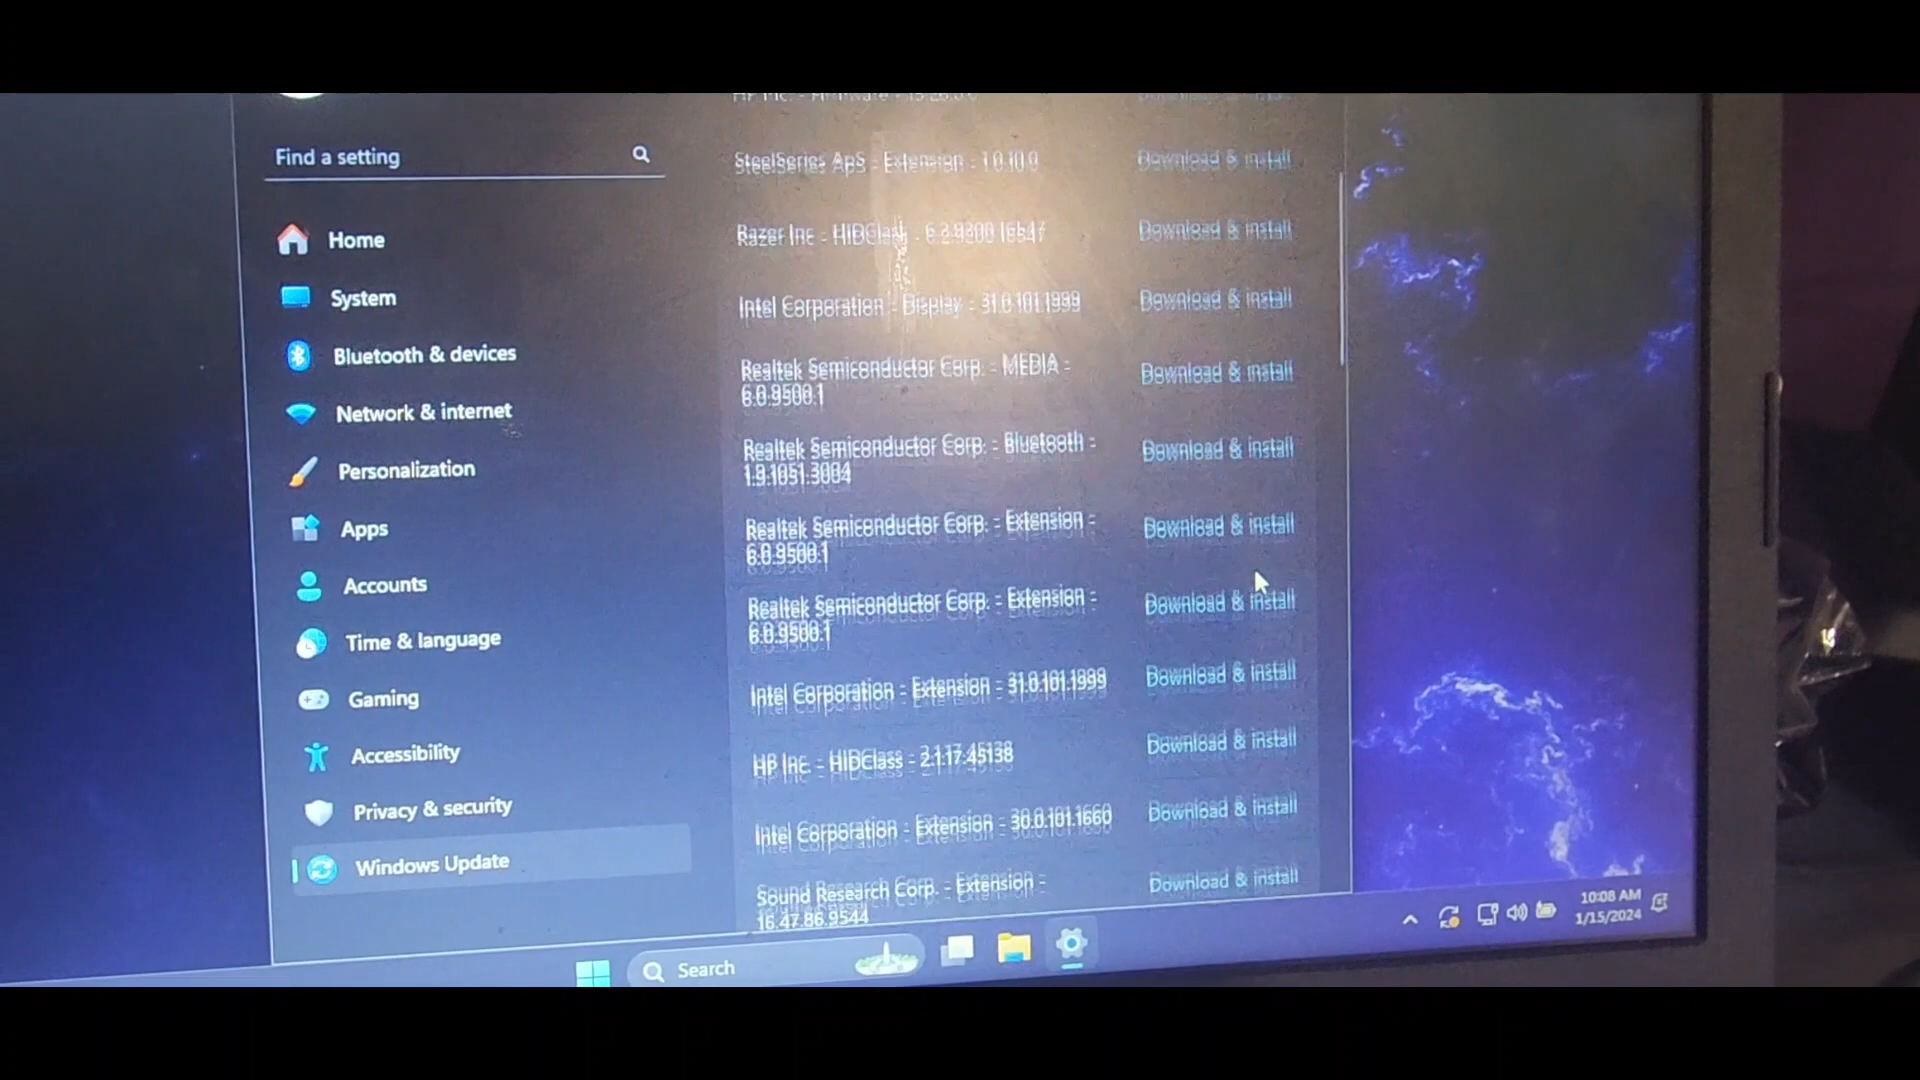 Find a setting
Home
System
Bluetooth & devices
Network & internet
Personalization
Apps
Accounts
Time & language
Gaming
Accessibility
Privacy & security
Windows Update
HP Inc. - Firmware -
Download & install
SteelSeries ApS - Extension - 1.0.10.0
Download & install
Razer Inc - HIDClass - 6.2.9300.16547
Download & install
Intel Corporation - Display - 31.0.101.1999
Download & install
Realtek Semiconductor Corp. - MEDIA -
6.0.9500.1
Download & install
Realtek Semiconductor Corp. - Bluetooth -
1.9.1051.3004
Download & install
Realtek Semiconductor Corp. - Extension -
6.0.9500.1
Download & install
Realtek Semiconductor Corp. - Extension -
6.0.9500.1
Download & install
Intel Corporation - Extension - 31.0.101.1999
Download & install
HP Inc. - HIDClass - 2.1.17.45138
Download & install
Intel Corporation - Extension - 30.0.101.1660
Download & install
Sound Research Corp. - Extension -
16.47.86.9544
Download & install
Search
10:08 AM
1/15/2024